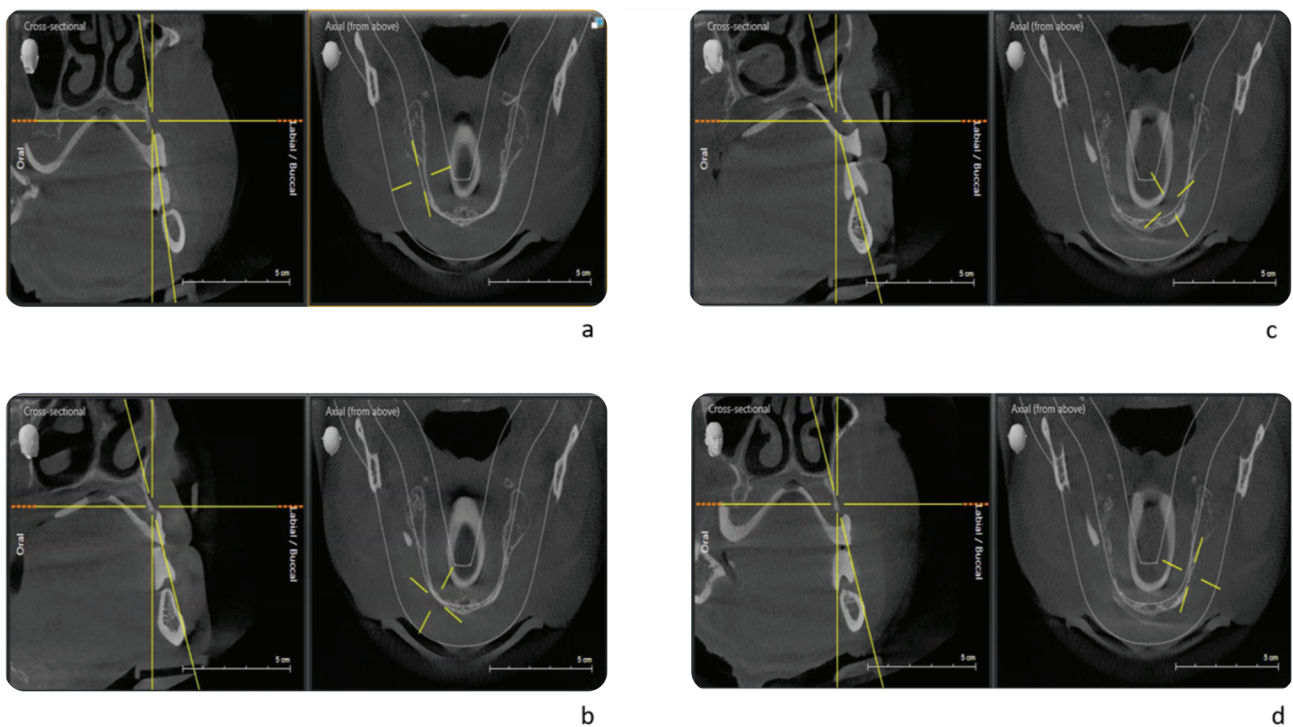 Cross-sectional
Axial (from above)
Oral
Labial / Buccal
5 cm
5 cm
a
Cross-sectional
Axial (from above)
Oral
Labial / Buccal
5 cm
5 cm
c
Cross-sectional
Axial (from above)
Oral
Labial / Buccal
5 cm
5 cm
b
Cross-sectional
Axial (from above)
Oral
Labial / Buccal
5 cm
5 cm
d